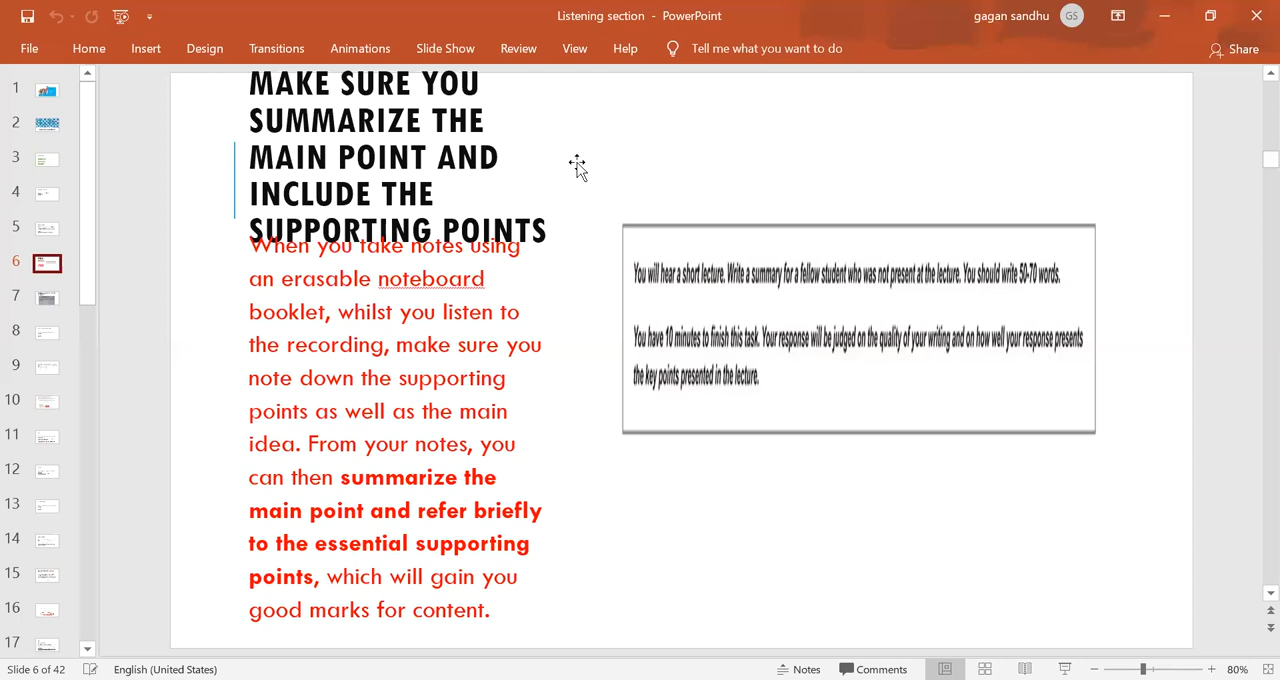 Listening section - PowerPoint
gagan sandhu
GS
File Home Insert Design Transitions Animations Slide Show Review View Help Tell me what you want to do
Share
1
2
3
4
5
6
7
8
9
10
11
12
13
14
15
16
17
MAKE SURE YOU
SUMMARIZE THE
MAIN POINT AND
INCLUDE THE
SUPPORTING POINTS
When you take notes using
an erasable noteboard
booklet, whilst you listen to
the recording, make sure you
note down the supporting
points as well as the main
idea. From your notes, you
can then summarize the
main point and refer briefly
to the essential supporting
points, which will gain you
good marks for content.
You will hear a short lecture. Write a summary for a fellow student who was not present at the lecture. You should write 50-70 words.
You have 10 minutes to finish this task. Your response will be judged on the quality of your writing and on how well your response presents
the key points presented in the lecture.
Slide 6 of 42
English (United States)
Notes
Comments
80%